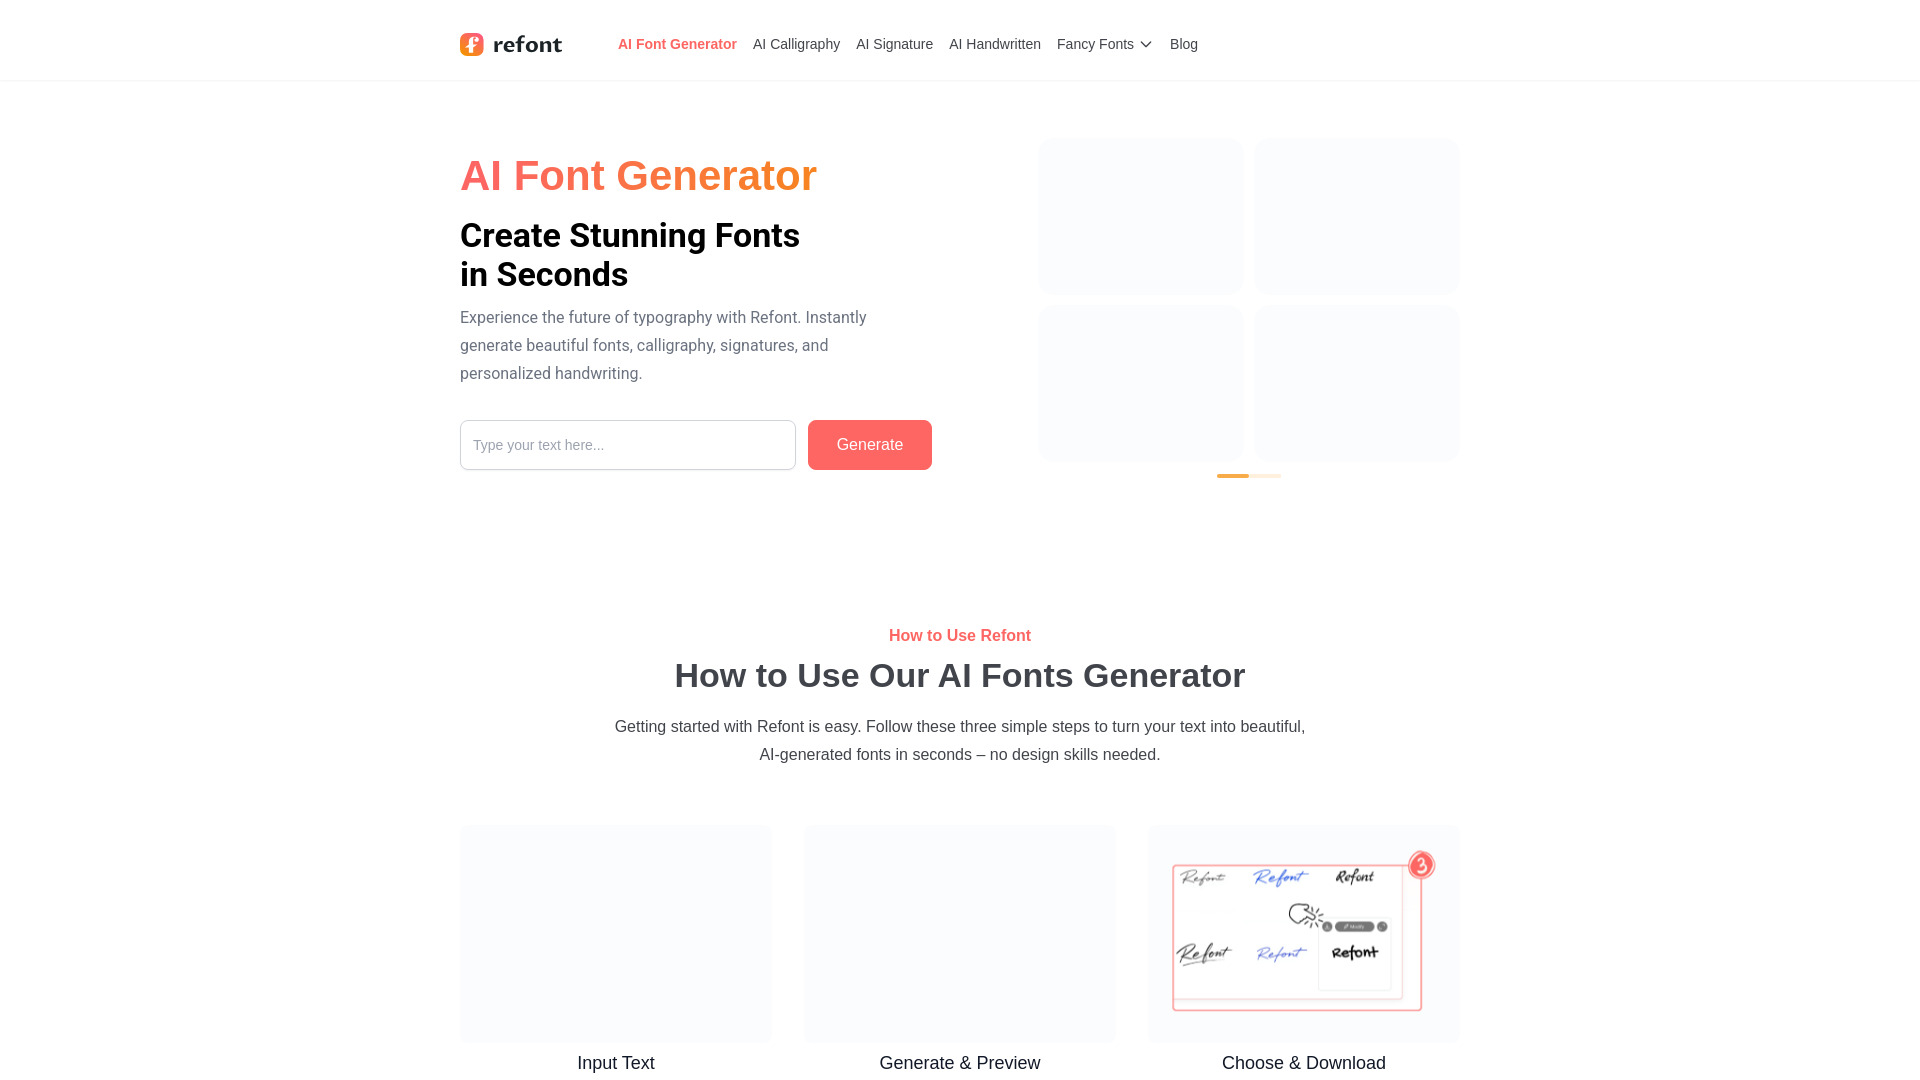 refont
AI Font Generator
AI Calligraphy
AI Signature
AI Handwritten
Fancy Fonts
Blog
AI Font Generator
Create Stunning Fonts
in Seconds
Experience the future of typography with Refont. Instantly
generate beautiful fonts, calligraphy, signatures, and
personalized handwriting.
Type your text here...
Generate
How to Use Refont
How to Use Our AI Fonts Generator
Getting started with Refont is easy. Follow these three simple steps to turn your text into beautiful,
AI-generated fonts in seconds – no design skills needed.
3
Refont Refont Refont
Refont Refont Refont
Input Text
Generate & Preview
Choose & Download